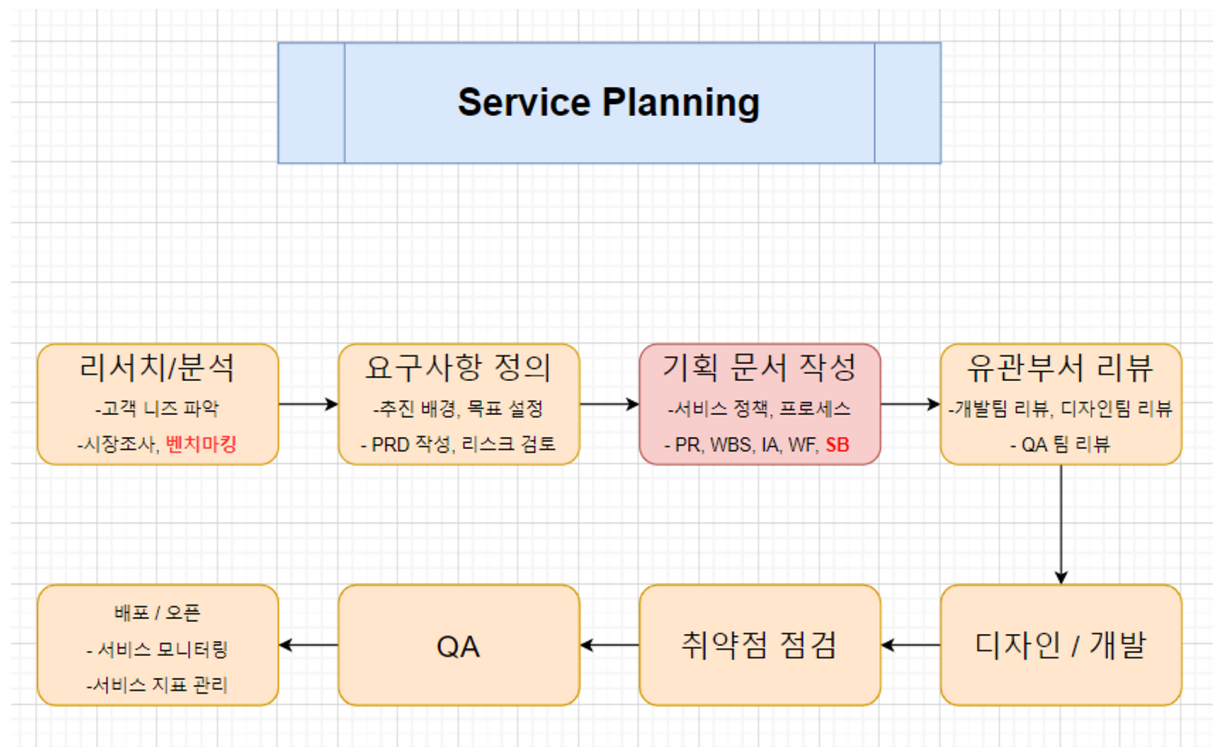 Service Planning
리서치/분석
-고객 니즈 파악
-시장조사, 벤치마킹
요구사항 정의
-추진 배경, 목표 설정
- PRD 작성, 리스크 검토
기획 문서 작성
-서비스 정책, 프로세스
- PR, WBS, IA, WF, SB
유관부서 리뷰
-개발팀 리뷰, 디자인팀 리뷰
- QA 팀 리뷰
디자인 / 개발
취약점 점검
QA
배포 / 오픈
- 서비스 모니터링
-서비스 지표 관리